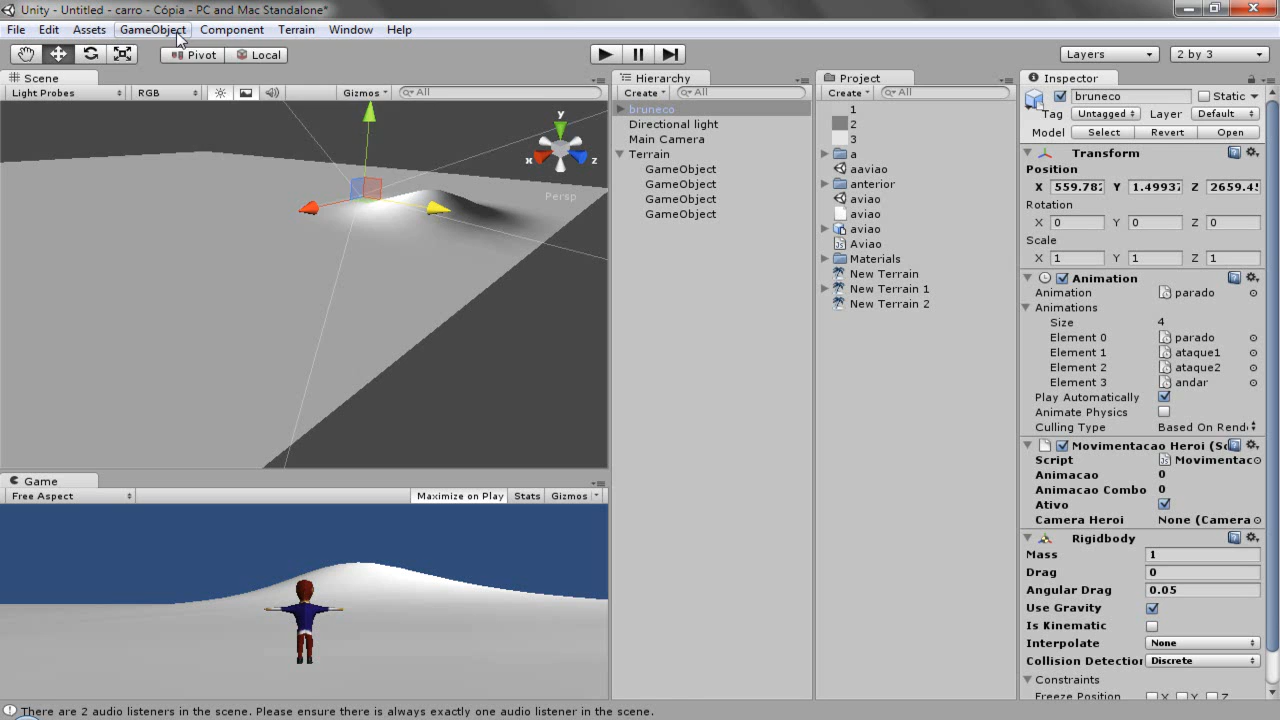 Unity - Untitled - carro - Cópia - PC and Mac Standalone*
File Edit Assets GameObject Component Terrain Window Help
Pivot Local Layers 2 by 3
Scene
Light Probes RGB Gizmos All
y
x
z
Persp
Game
Free Aspect Maximize on Play Stats Gizmos
Hierarchy
Create All
bruneco
Directional light
Main Camera
Terrain
GameObject
GameObject
GameObject
GameObject
Project
Create All
1
2
3
a
aaviao
anterior
aviao
aviao
aviao
Aviao
Materials
New Terrain
New Terrain 1
New Terrain 2
Inspector
bruneco Static
Tag Untagged Layer Default
Model Select Revert Open
Transform
Position
X 559.782 Y 1.49937 Z 2659.4
Rotation
X 0 Y 0 Z 0
Scale
X 1 Y 1 Z 1
Animation
Animation parado
Animations
Size 4
Element 0 parado
Element 1 ataque1
Element 2 ataque2
Element 3 andar
Play Automatically
Animate Physics
Culling Type Based On Rend
Movimentacao Heroi (Sc
Script Movimentac
Animacao 0
Animacao Combo 0
Ativo
Camera Heroi None (Camera
Rigidbody
Mass 1
Drag 0
Angular Drag 0.05
Use Gravity
Is Kinematic
Interpolate None
Collision Detection Discrete
Constraints
Freeze Position X Y Z
There are 2 audio listeners in the scene. Please ensure there is always exactly one audio listener in the scene.